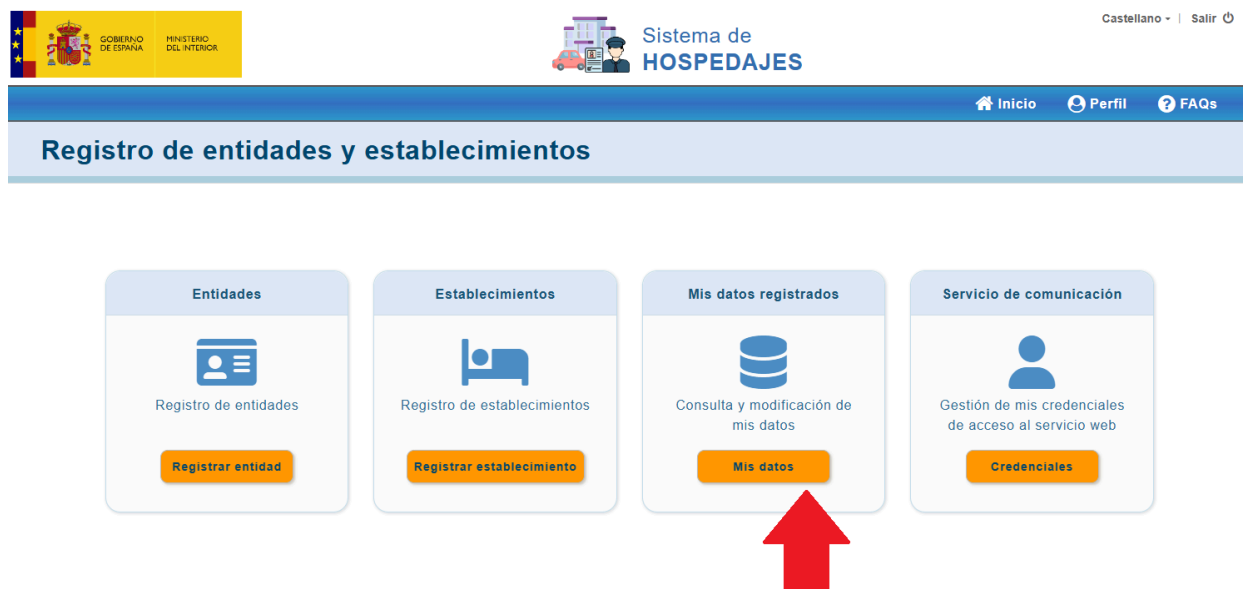 GOBIERNO
DE ESPAÑA
MINISTERIO
DEL INTERIOR
Sistema de
HOSPEDAJES
Castellano
Salir
Inicio
Perfil
FAQs
Registro de entidades y establecimientos
Entidades
Registro de entidades
Registrar entidad
Establecimientos
Registro de establecimientos
Registrar establecimiento
Mis datos registrados
Consulta y modificación de
mis datos
Mis datos
Servicio de comunicación
Gestión de mis credenciales
de acceso al servicio web
Credenciales